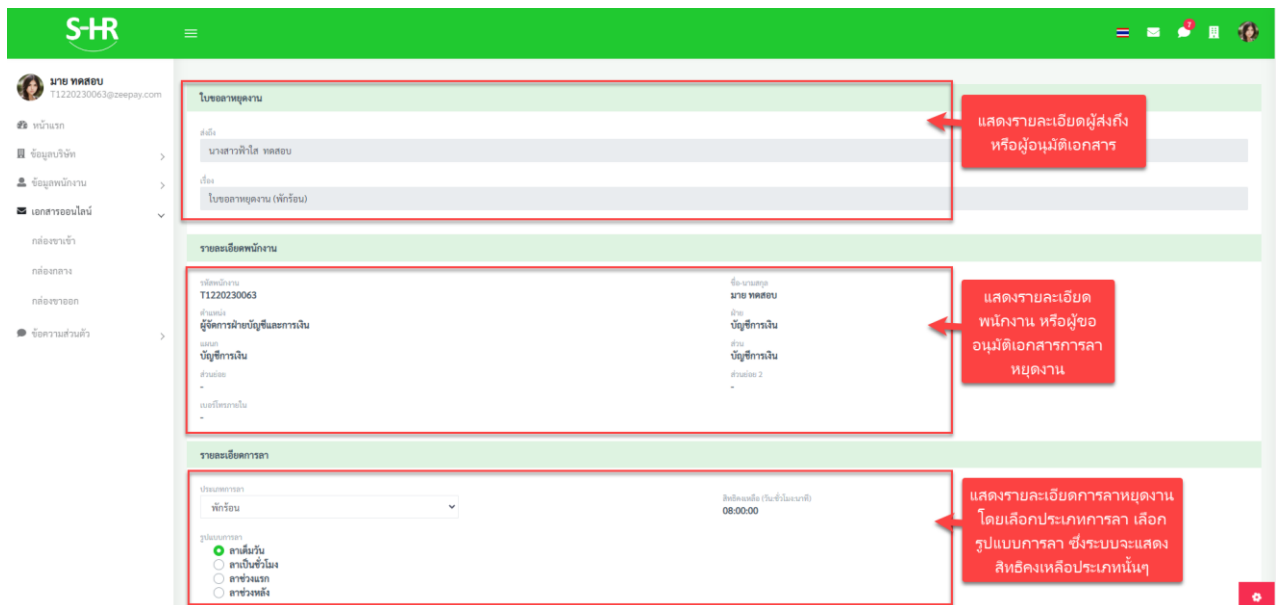 S-HR
7
มาย ทดสอบ
T1220230063@zeepay.com
หน้าแรก
ข้อมูลบริษัท
ข้อมูลพนักงาน
เอกสารออนไลน์
กล่องขาเข้า
กล่องกลาง
กล่องขาออก
ข้อความส่วนตัว
ใบขอลาหยุดงาน
ส่งถึง
นางสาวฟ้าใส ทดสอบ
เรื่อง
ใบขอลาหยุดงาน (พักร้อน)
แสดงรายละเอียดผู้ส่งถึง
หรือผู้อนุมัติเอกสาร
รายละเอียดพนักงาน
รหัสพนักงาน
T1220230063
ชื่อ-นามสกุล
มาย ทดสอบ
ตำแหน่ง
ผู้จัดการฝ่ายบัญชีและการเงิน
ฝ่าย
บัญชีการเงิน
แผนก
บัญชีการเงิน
ส่วน
บัญชีการเงิน
ส่วนย่อย
-
ส่วนย่อย 2
-
เบอร์โทรภายใน
-
แสดงรายละเอียด
พนักงาน หรือผู้ขอ
อนุมัติเอกสารการลา
หยุดงาน
รายละเอียดการลา
ประเภทการลา
พักร้อน
สิทธิคงเหลือ (วัน:ชั่วโมง:นาที)
08:00:00
รูปแบบการลา
ลาเต็มวัน
ลาเป็นชั่วโมง
ลาช่วงแรก
ลาช่วงหลัง
แสดงรายละเอียดการลาหยุดงาน
โดยเลือกประเภทการลา เลือก
รูปแบบการลา ซึ่งระบบจะแสดง
สิทธิคงเหลือประเภทนั้นๆ